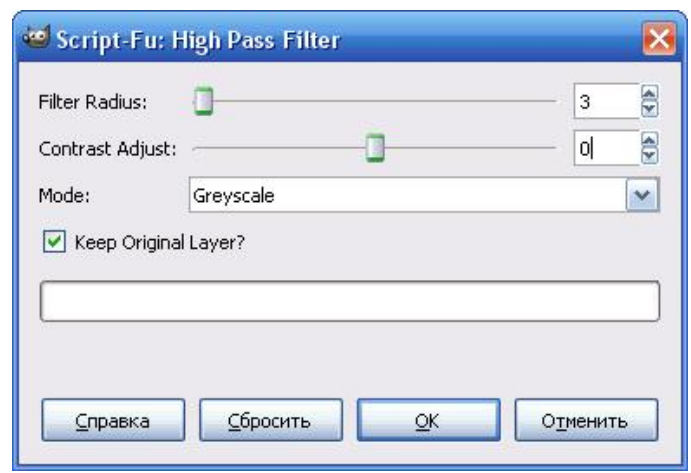 Script-Fu: High Pass Filter
Filter Radius: 3
Contrast Adjust: 0
Mode: Greyscale
Keep Original Layer?
Справка Сбросить OK Отменить